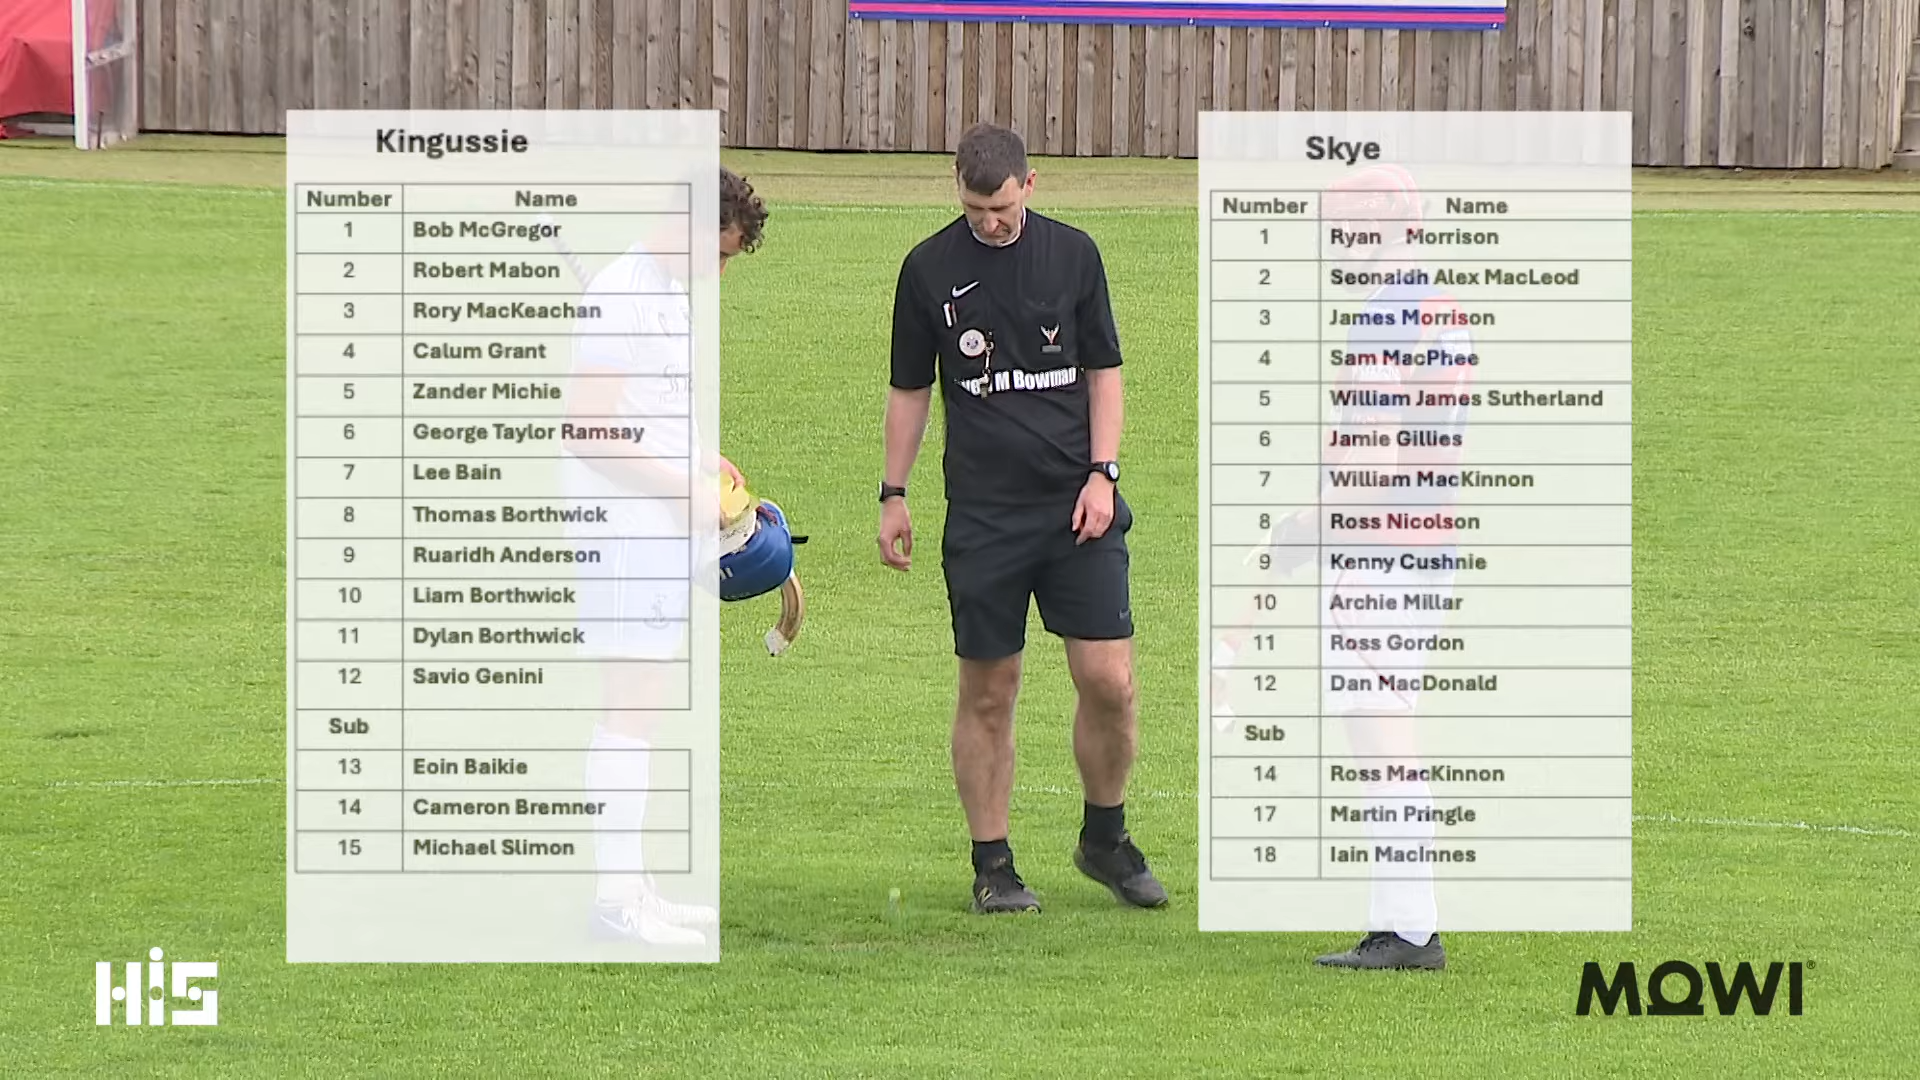 Kingussie
Number Name
1 Bob McGregor
2 Robert Mabon
3 Rory MacKeachan
4 Calum Grant
5 Zander Michie
6 George Taylor Ramsay
7 Lee Bain
8 Thomas Borthwick
9 Ruaridh Anderson
10 Liam Borthwick
11 Dylan Borthwick
12 Savio Genini
Sub
13 Eoin Baikie
14 Cameron Bremner
15 Michael Slimon
M Bowman
Skye
Number Name
1 Ryan Morrison
2 Seonaidh Alex MacLeod
3 James Morrison
4 Sam MacPhee
5 William James Sutherland
6 Jamie Gillies
7 William MacKinnon
8 Ross Nicolson
9 Kenny Cushnie
10 Archie Millar
11 Ross Gordon
12 Dan MacDonald
Sub
14 Ross MacKinnon
17 Martin Pringle
18 Iain MacInnes
HIS
MOWI®